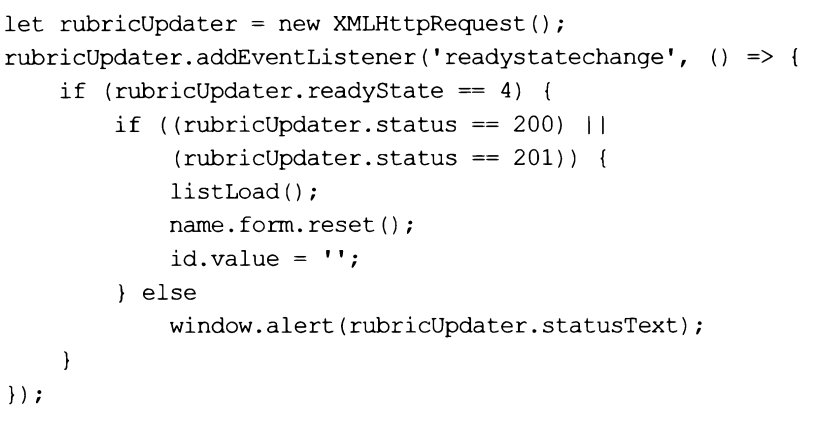 let rubricUpdater = new XMLHttpRequest();
rubricUpdater.addEventListener('readystatechange', () => {
    if (rubricUpdater.readyState == 4) {
        if ((rubricUpdater.status == 200) ||
            (rubricUpdater.status == 201)) {
            listLoad();
            name.form.reset();
            id.value = '';
        } else
            window.alert(rubricUpdater.statusText);
    }
});